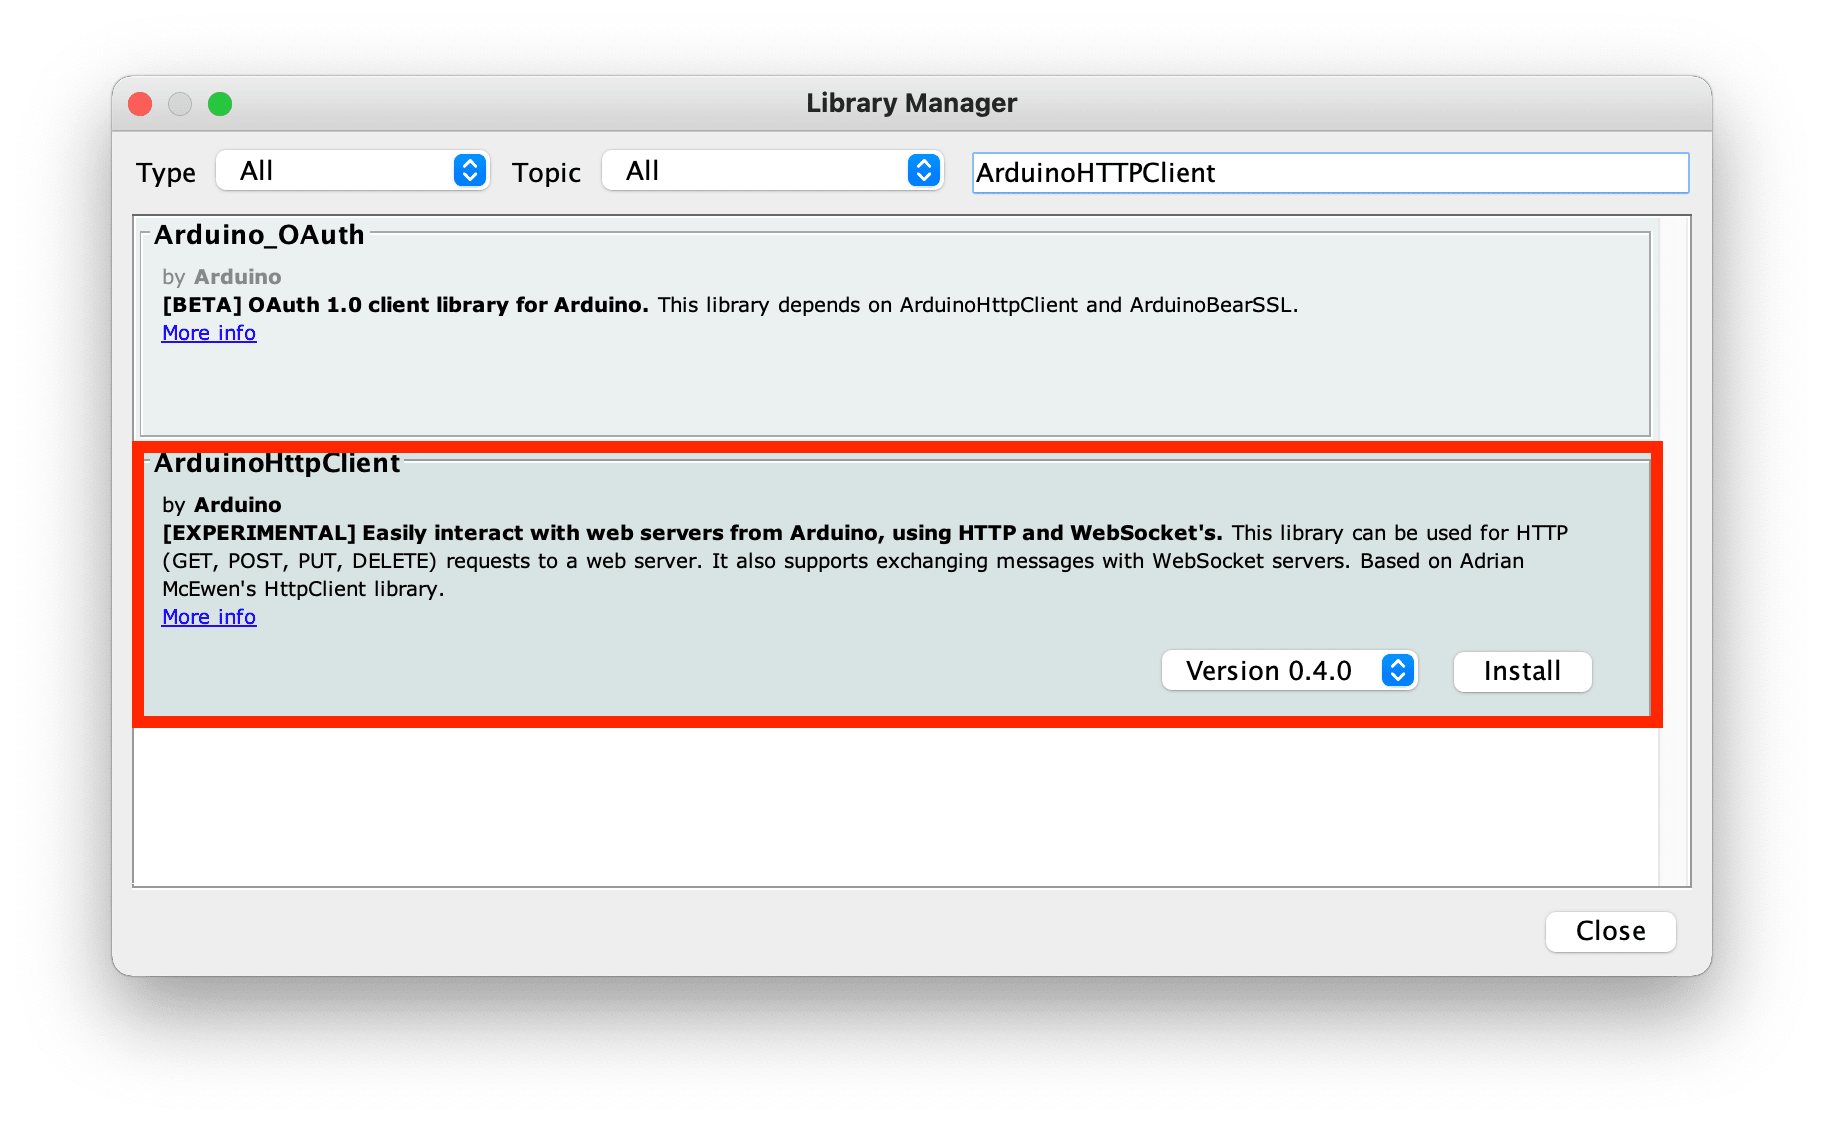 Library Manager
Type All Topic All ArduinoHTTPClient
Arduino_OAuth
by Arduino
[BETA] OAuth 1.0 client library for Arduino. This library depends on ArduinoHttpClient and ArduinoBearSSL.
More info
ArduinoHttpClient
by Arduino
[EXPERIMENTAL] Easily interact with web servers from Arduino, using HTTP and WebSocket's. This library can be used for HTTP
(GET, POST, PUT, DELETE) requests to a web server. It also supports exchanging messages with WebSocket servers. Based on Adrian
McEwen's HttpClient library.
More info
Version 0.4.0 Install
Close